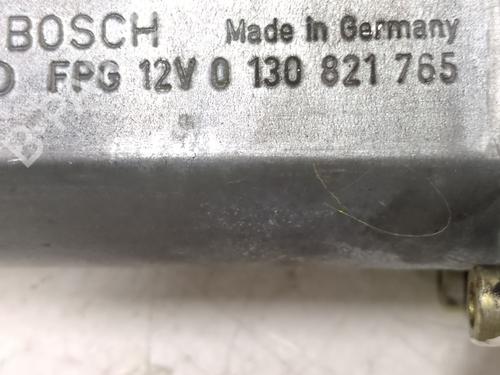 BOSCH Made in Germany
FPG 12V 0 130 821 765